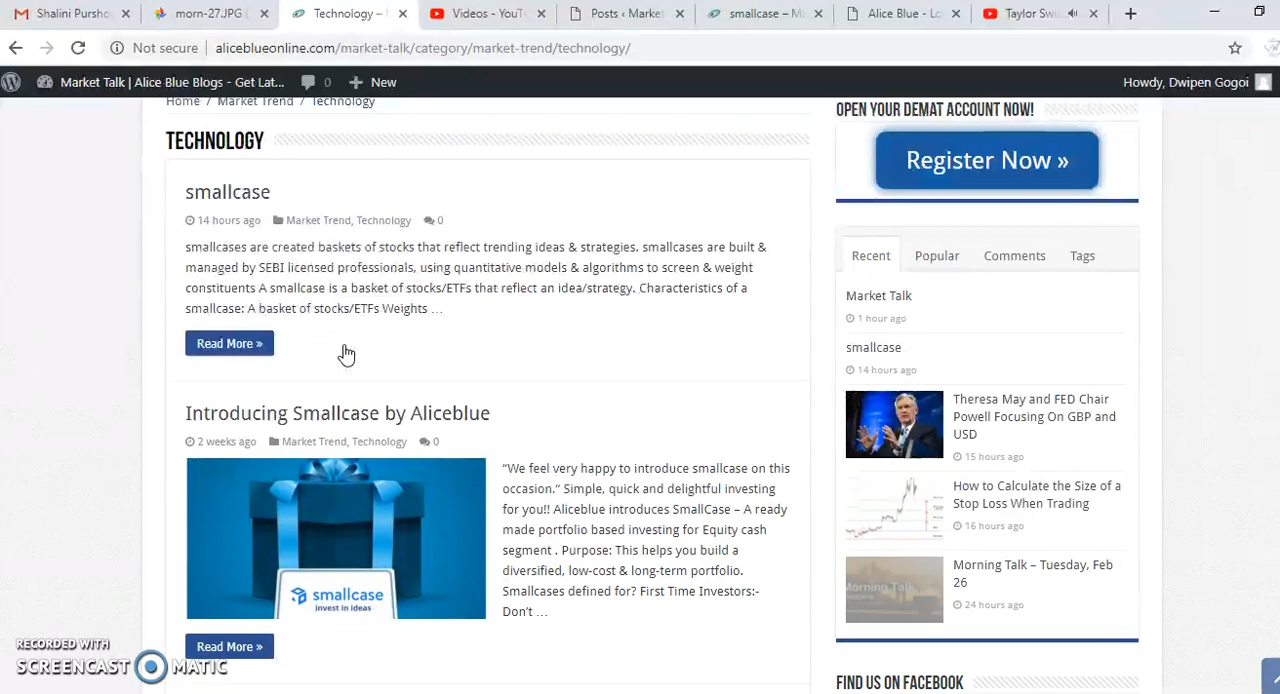 Shalini Purshot
morn-27.JPG (
Technology –
Videos - YouTu
Posts ‹ Market
smallcase – Ma
Alice Blue - Lo
Taylor Swi
Not secure
aliceblueonline.com/market-talk/category/market-trend/technology/
Market Talk | Alice Blue Blogs - Get Lat...
0
New
Howdy, Dwipen Gogoi
Home / Market Trend / Technology
TECHNOLOGY
smallcase
14 hours ago Market Trend, Technology 0
smallcases are created baskets of stocks that reflect trending ideas & strategies. smallcases are built &
managed by SEBI licensed professionals, using quantitative models & algorithms to screen & weight
constituents A smallcase is a basket of stocks/ETFs that reflect an idea/strategy. Characteristics of a
smallcase: A basket of stocks/ETFs Weights …
Read More »
Introducing Smallcase by Aliceblue
2 weeks ago Market Trend, Technology 0
smallcase
invest in ideas
“We feel very happy to introduce smallcase on this
occasion.“ Simple, quick and delightful investing
for you!! Aliceblue introduces SmallCase – A ready
made portfolio based investing for Equity cash
segment . Purpose: This helps you build a
diversified, low-cost & long-term portfolio.
Smallcases defined for? First Time Investors:-
Don’t …
Read More »
OPEN YOUR DEMAT ACCOUNT NOW!
Register Now »
Recent Popular Comments Tags
Market Talk
1 hour ago
smallcase
14 hours ago
Theresa May and FED Chair
Powell Focusing On GBP and
USD
15 hours ago
How to Calculate the Size of a
Stop Loss When Trading
16 hours ago
Morning Talk
Morning Talk – Tuesday, Feb
26
24 hours ago
FIND US ON FACEBOOK
RECORDED WITH
SCREENCAST MATIC